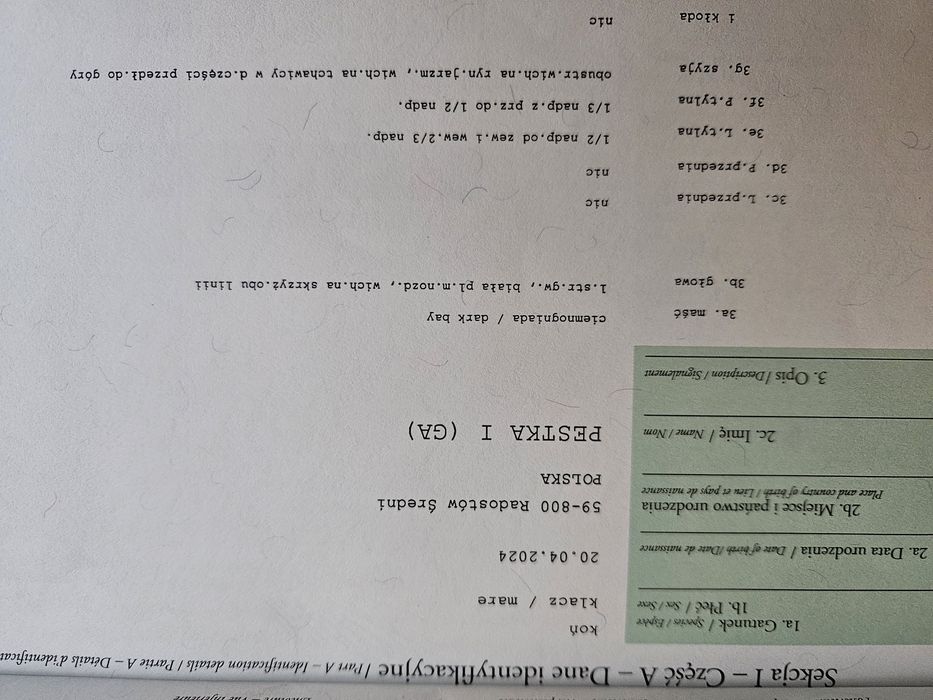 Sekcja I – Część A – Dane identyfikacyjne / Part A – Identification details / Partie A – Détails d'identificat
1a. Gatunek / Species / Espèce
koń
1b. Płeć / Sex / Sexe
klacz / mare
2a. Data urodzenia / Date of birth / Date de naissance
20.04.2024
2b. Miejsce i państwo urodzenia
Place and country of birth / Lieu et pays de naissance
59-800 Radostów Średni
POLSKA
2c. Imię / Name / Nom
PESTKA I (GA)
3. Opis / Description / Signalement
3a. maść ciemnogniada / dark bay
3b. głowa l.str.gw., biała pl.m.nozd., wich.na skrzyż.obu linii
3c. L.przednia nic
3d. P.przednia nic
3e. L.tylna 1/2 nadp.od zew.i wew.2/3 nadp.
3f. P.tylna 1/3 nadp.z prz.do 1/2 nadp.
3g. szyja obustr.wich.na ryn.jarzm., wich.na tchawicy w d.części przedł.do góry
i kłoda nic